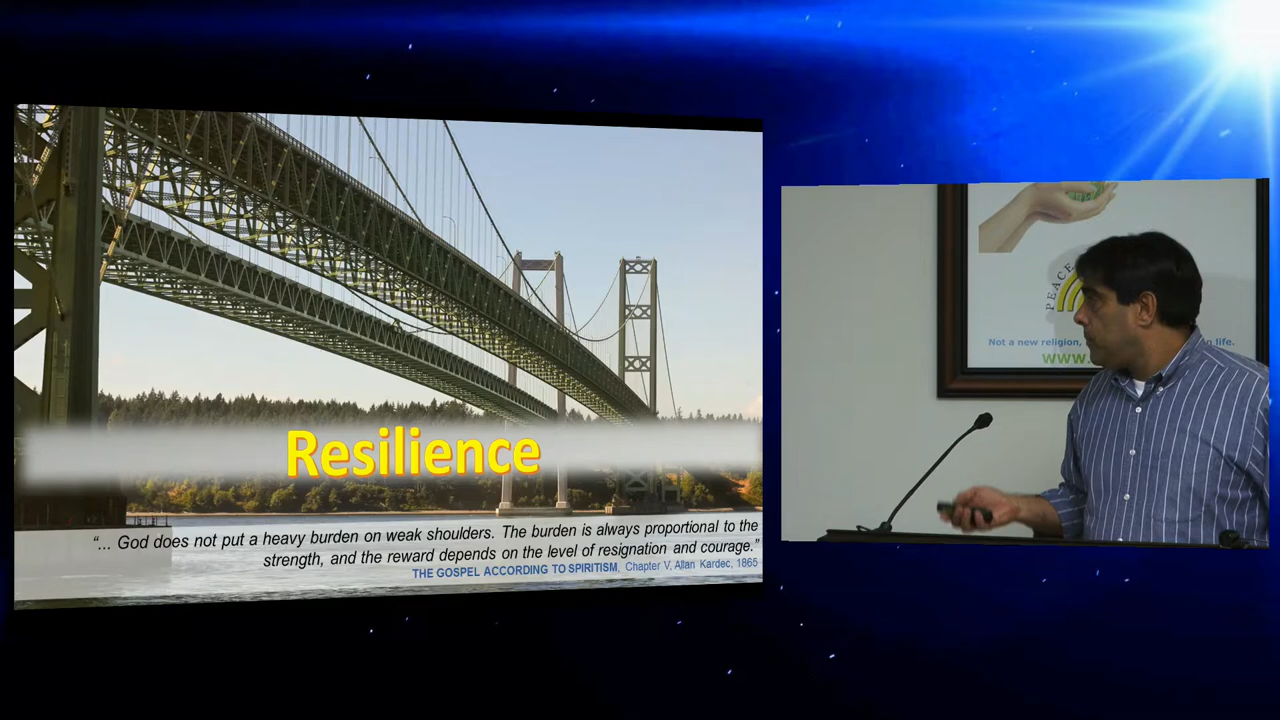 Resilience
“... God does not put a heavy burden on weak shoulders. The burden is always proportional to the
strength, and the reward depends on the level of resignation and courage.”
THE GOSPEL ACCORDING TO SPIRITISM, Chapter V, Allan Kardec, 1865
PEACE
Not a new religion, n life.
www.